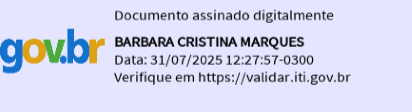 Documento assinado digitalmente
gov.br
BARBARA CRISTINA MARQUES
Data: 31/07/2025 12:27:57-0300
Verifique em https://validar.iti.gov.br